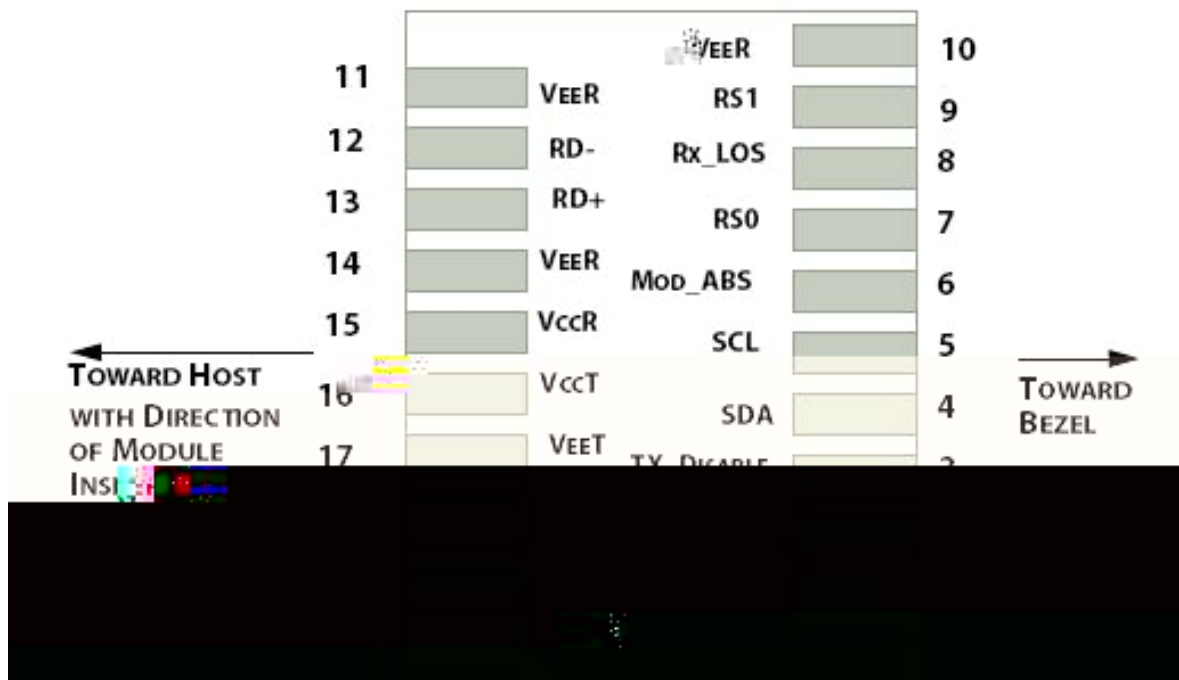 11 VEER
12 RD-
13 RD+
14 VEER
15 VCCR
16 VCCT
17 VEET
VEER 10
RS1 9
RX_LOS 8
RS0 7
MOD_ABS 6
SCL 5
SDA 4
TX_DISABLE
TOWARD HOST
WITH DIRECTION
OF MODULE
TOWARD
BEZEL